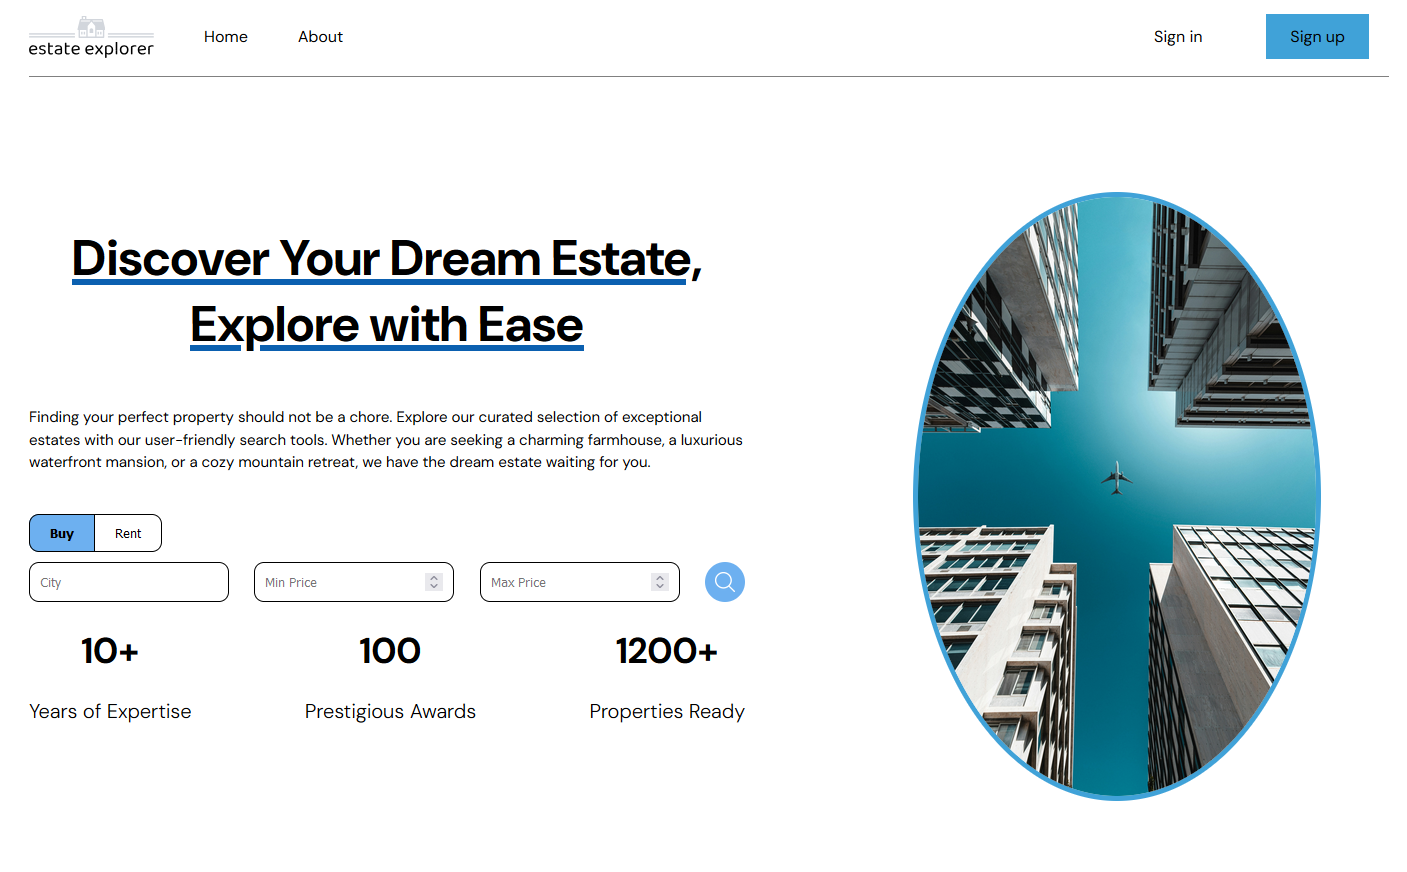 estate explorer
Home
About
Sign in
Sign up
Discover Your Dream Estate,
Explore with Ease
Finding your perfect property should not be a chore. Explore our curated selection of exceptional
estates with our user-friendly search tools. Whether you are seeking a charming farmhouse, a luxurious
waterfront mansion, or a cozy mountain retreat, we have the dream estate waiting for you.
Buy
Rent
City
Min Price
Max Price
10+
100
1200+
Years of Expertise
Prestigious Awards
Properties Ready